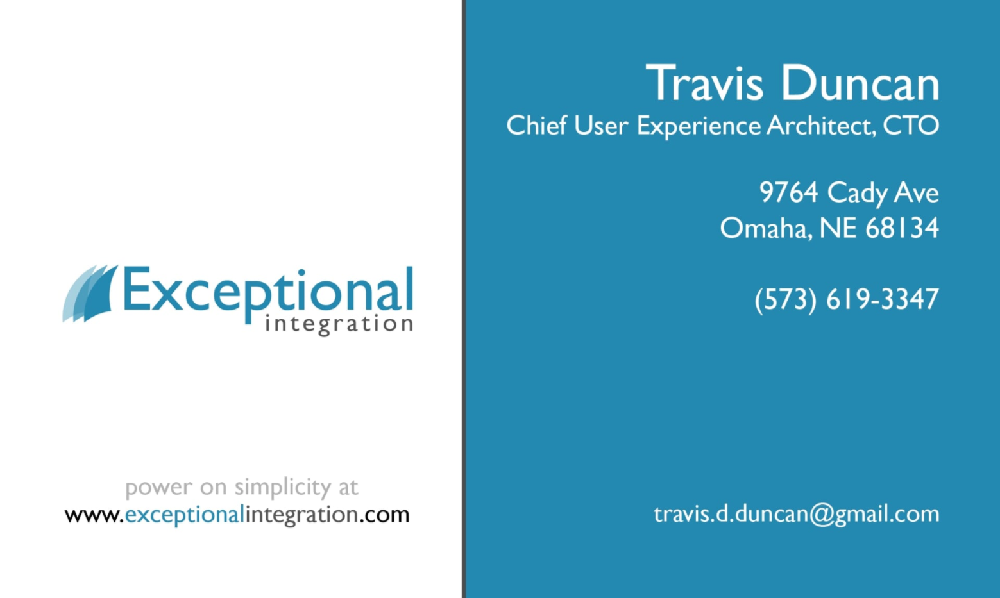 Exceptional
integration
power on simplicity at
www.exceptionalintegration.com
Travis Duncan
Chief User Experience Architect, CTO
9764 Cady Ave
Omaha, NE 68134
(573) 619-3347
travis.d.duncan@gmail.com